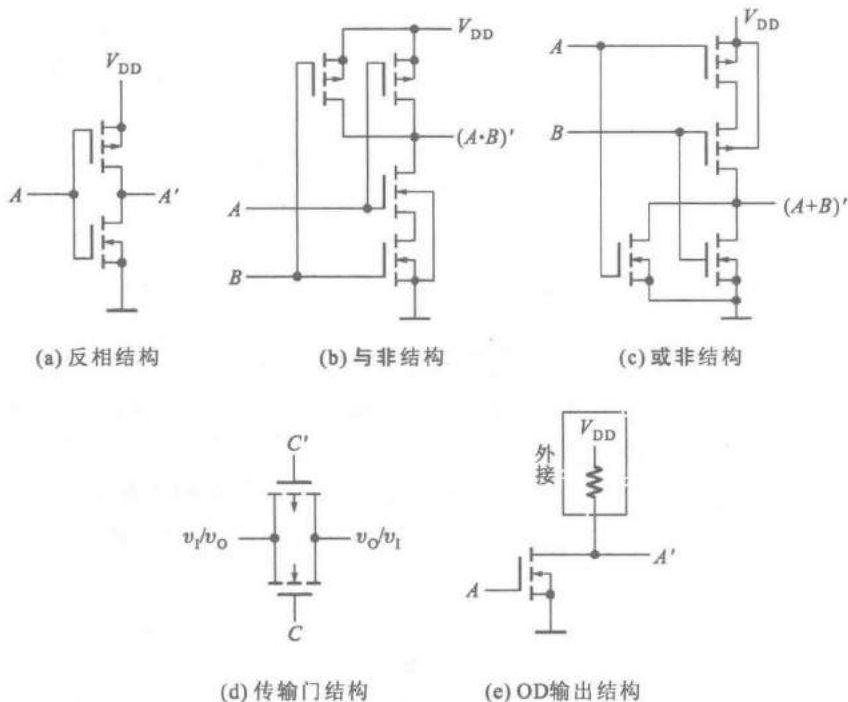 V_DD
A
A'
(a) 反相结构
V_DD
(A·B)'
A
B
(b) 与非结构
V_DD
A
B
(A+B)'
(c) 或非结构
C'
v_I/v_O
v_O/v_I
C
(d) 传输门结构
外接
V_DD
A
A'
(e) OD输出结构